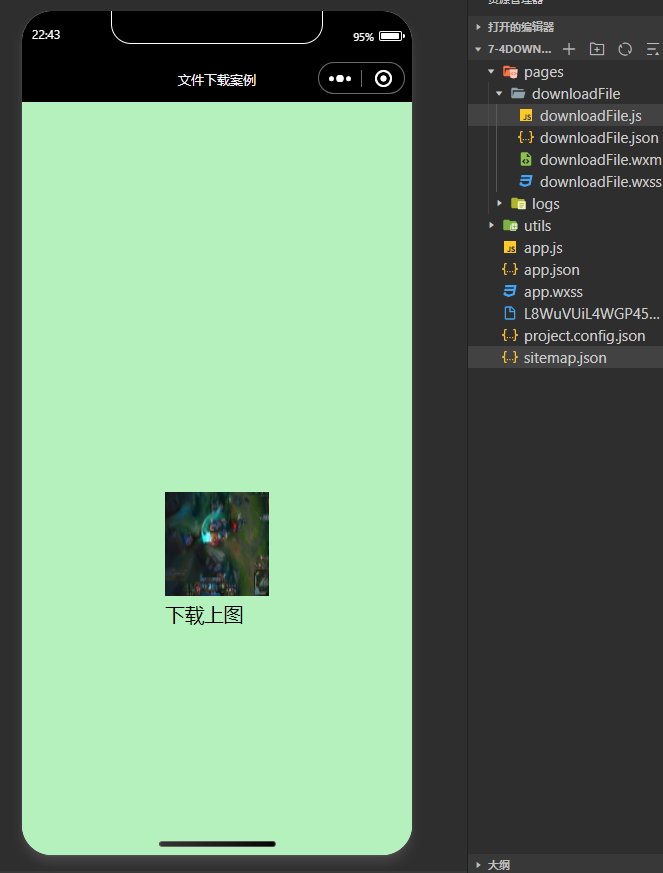 22:43
95%
文件下载案例
下载上图
资源管理器
打开的编辑器
7-4DOWN...
pages
downloadFile
downloadFile.js
downloadFile.json
downloadFile.wxm
downloadFile.wxss
logs
utils
app.js
app.json
app.wxss
L8WuVUiL4WGP45...
project.config.json
sitemap.json
大纲